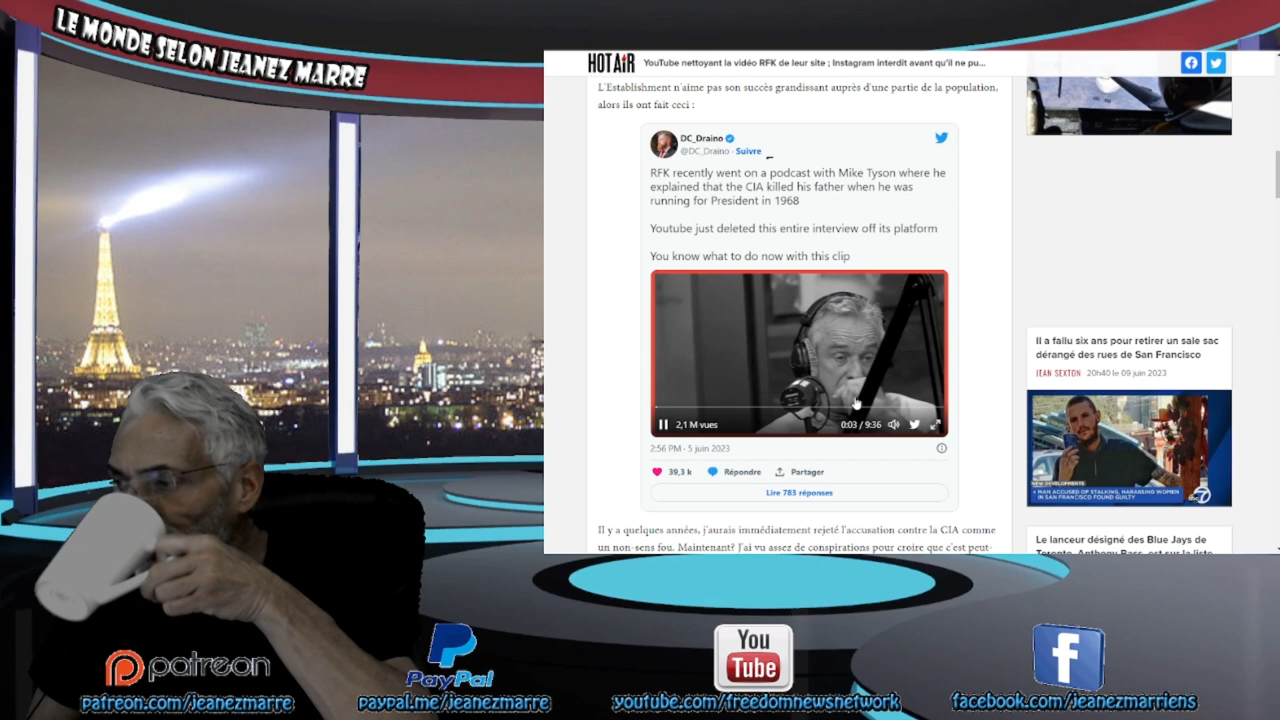 LE MONDE SELON JEANEZ MARRE
HOT AIR
YouTube nettoyant la vidéo RFK de leur site ; Instagram interdit avant qu'il ne pu...
L'Establishment n'aime pas son succès grandissant auprès d'une partie de la population,
alors ils ont fait ceci :
DC_Draino
@DC_Draino · Suivre
RFK recently went on a podcast with Mike Tyson where he
explained that the CIA killed his father when he was
running for President in 1968
Youtube just deleted this entire interview off its platform
You know what to do now with this clip
2,1 M vues
0:03 / 9:36
2:56 PM · 5 juin 2023
39,3 k
Répondre
Partager
Lire 783 réponses
Il y a quelques années, j'aurais immédiatement rejeté l'accusation contre la CIA comme
un non-sens fou. Maintenant? J'ai vu assez de conspirations pour croire que c'est peut-
Il a fallu six ans pour retirer un sale sac
dérangé des rues de San Francisco
JEAN SEXTON 20h40 le 09 juin 2023
NEW DEVELOPMENTS
MAN ACCUSED OF STALKING, HARASSING WOMEN
IN SAN FRANCISCO FOUND GUILTY
abc 7
Le lanceur désigné des Blue Jays de
Toronto, Anthony Bass, est sur la liste
patreon
patreon.com/jeanezmarre
PayPal
paypal.me/jeanezmarre
You
Tube
youtube.com/freedomnewsnetwork
f
facebook.com/jeanezmarriens